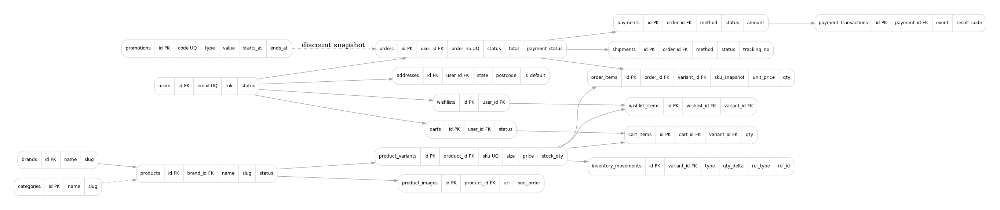 payments id PK order_id FK method status amount
payment_transactions id PK payment_id FK event result_code
promotions id PK code UQ type value starts_at ends_at
discount snapshot
orders id PK user_id FK order_no UQ status total payment_status
shipments id PK order_id FK method status tracking_no
users id PK email UQ role status
addresses id PK user_id FK state postcode is_default
order_items id PK order_id FK variant_id FK sku_snapshot unit_price qty
wishlists id PK user_id FK
wishlist_items id PK wishlist_id FK variant_id FK
carts id PK user_id FK status
cart_items id PK cart_id FK variant_id FK qty
brands id PK name slug
product_variants id PK product_id FK sku UQ size price stock_qty
inventory_movements id PK variant_id FK type qty_delta ref_type ref_id
products id PK brand_id FK name slug status
categories id PK name slug
product_images id PK product_id FK url sort_order